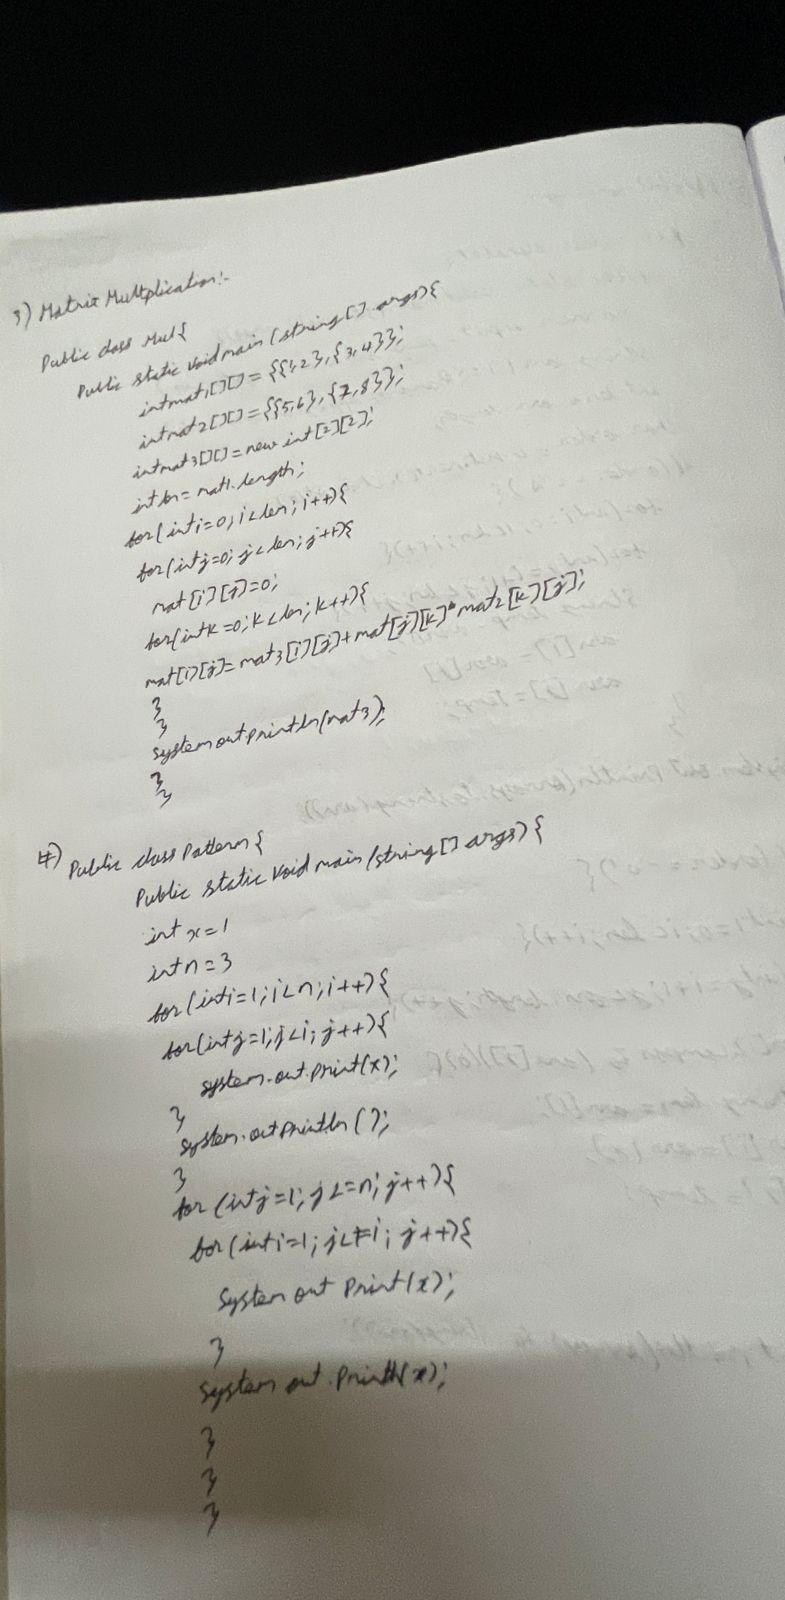 3) Matrix Multplication:-
Public class Mul{
Public static void main (string [] args){
int mat1[][] = {{1,2},{3,4}};
int mat2[][] = {{5,6},{7,8}};
int mat3[][] = new int [2][2];
int len = mat1.length;
for(int i=0; i<len; i++){
for(int j=0; j<len; j++){
mat[i][j]=0;
for(int k=0; k<len; k++){
mat[i][j]= mat3[i][j]+mat[j][k]*mat2[k][j];
}
}
system out println(mat3);
}
}
4) Public class Pattern {
Public static void main (string[] args) {
int x=1
int n=3
for(int i=1; i<n; i++){
for(int j=1; j<i; j++){
system.out.print(x);
}
system.out println ();
}
for (int j=1; j<=n; j++){
for(int i=1; j<=i; j++){
System out Print(x);
}
system out. Println(x);
}
}
}